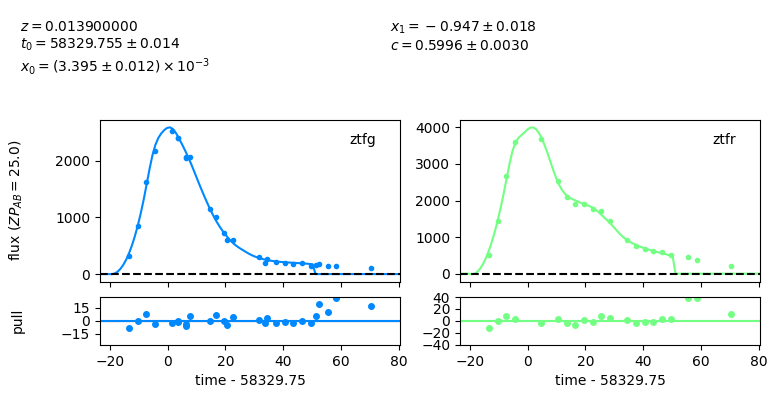 z = 0.013900000
t₀ = 58329.755 ± 0.014
x₀ = (3.395 ± 0.012) × 10⁻³
x₁ = −0.947 ± 0.018
c = 0.5996 ± 0.0030
flux (ZP_AB = 25.0)
ztfg
2000
1000
0
ztfr
4000
3000
2000
1000
0
pull
15
0
−15
−20
0
20
40
60
80
time - 58329.75
40
20
0
−20
−40
−20
0
20
40
60
80
time - 58329.75